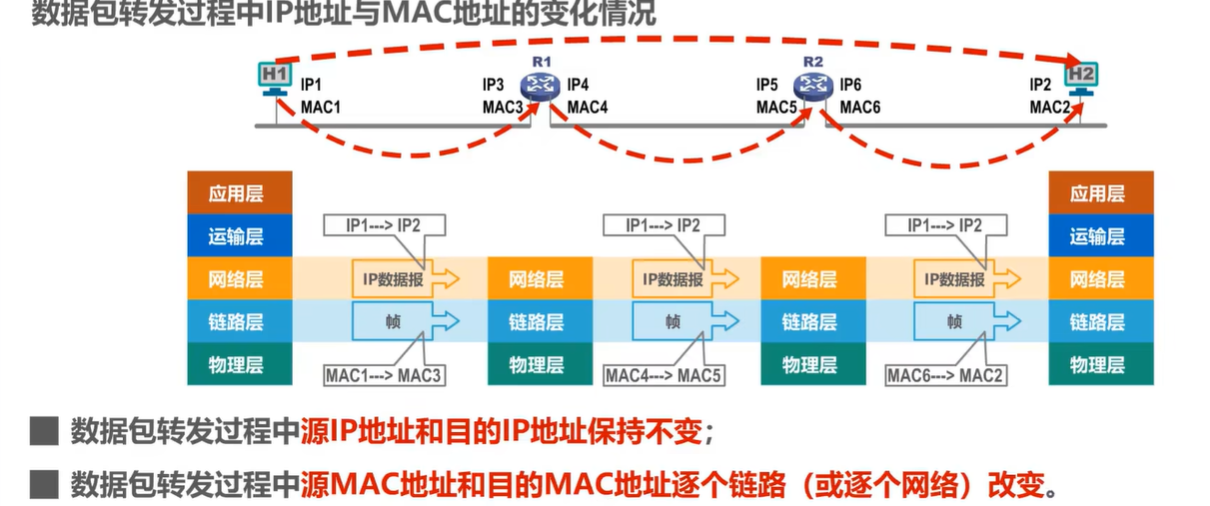 数据包转发过程中IP地址与MAC地址的变化情况
R1 R2
H1 IP1 IP3 IP4 IP5 IP6 IP2 H2
MAC1 MAC3 MAC4 MAC5 MAC6 MAC2
应用层 应用层
运输层 IP1---> IP2 IP1---> IP2 IP1---> IP2 运输层
网络层 IP数据报 网络层 IP数据报 网络层 IP数据报 网络层
链路层 帧 链路层 帧 链路层 帧 链路层
物理层 MAC1---> MAC3 物理层 MAC4---> MAC5 物理层 MAC6---> MAC2 物理层
数据包转发过程中源IP地址和目的IP地址保持不变;
数据包转发过程中源MAC地址和目的MAC地址逐个链路（或逐个网络）改变。